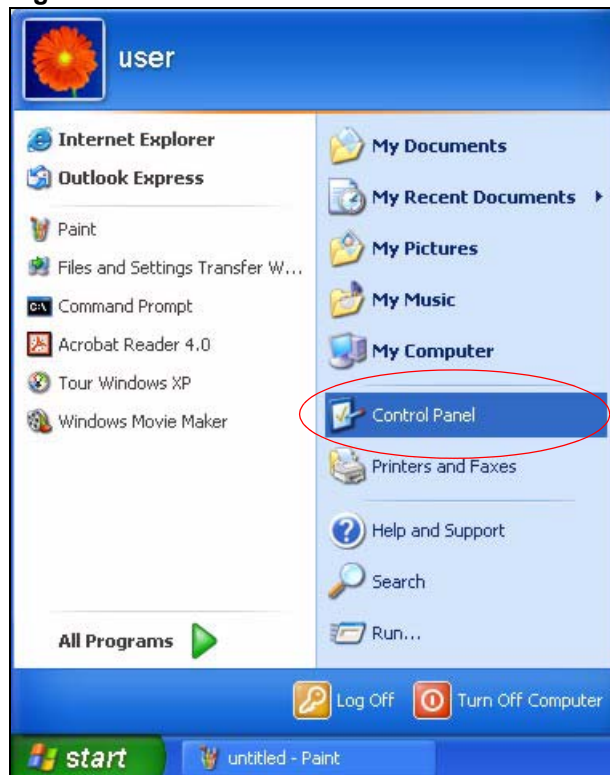 user
Internet Explorer
Outlook Express
Paint
Files and Settings Transfer W...
Command Prompt
Acrobat Reader 4.0
Tour Windows XP
Windows Movie Maker
All Programs
My Documents
My Recent Documents
My Pictures
My Music
My Computer
Control Panel
Printers and Faxes
Help and Support
Search
Run...
Log Off
Turn Off Computer
start
untitled - Paint